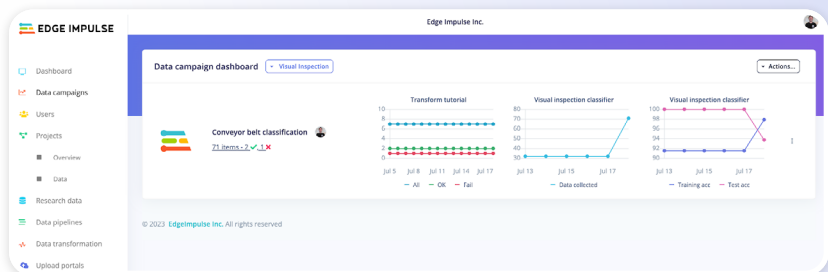 EDGE IMPULSE
Edge Impulse Inc.
Dashboard
Data campaigns
Users
Projects
Overview
Data
Research data
Data pipelines
Data transformation
Upload portals
Data campaign dashboard
Visual Inspection
Actions...
Conveyor belt classification
71 items - 2 ✓, 1 ✗
Transform tutorial
10
8
6
4
2
0
Jul 5 Jul 8 Jul 11 Jul 14 Jul 17
All OK Fail
Visual inspection classifier
80
70
60
50
40
30
Jul 13 Jul 15 Jul 17
Data collected
Visual inspection classifier
100
98
96
94
92
90
Jul 13 Jul 15 Jul 17
Training acc Test acc
© 2023 EdgeImpulse Inc. All rights reserved